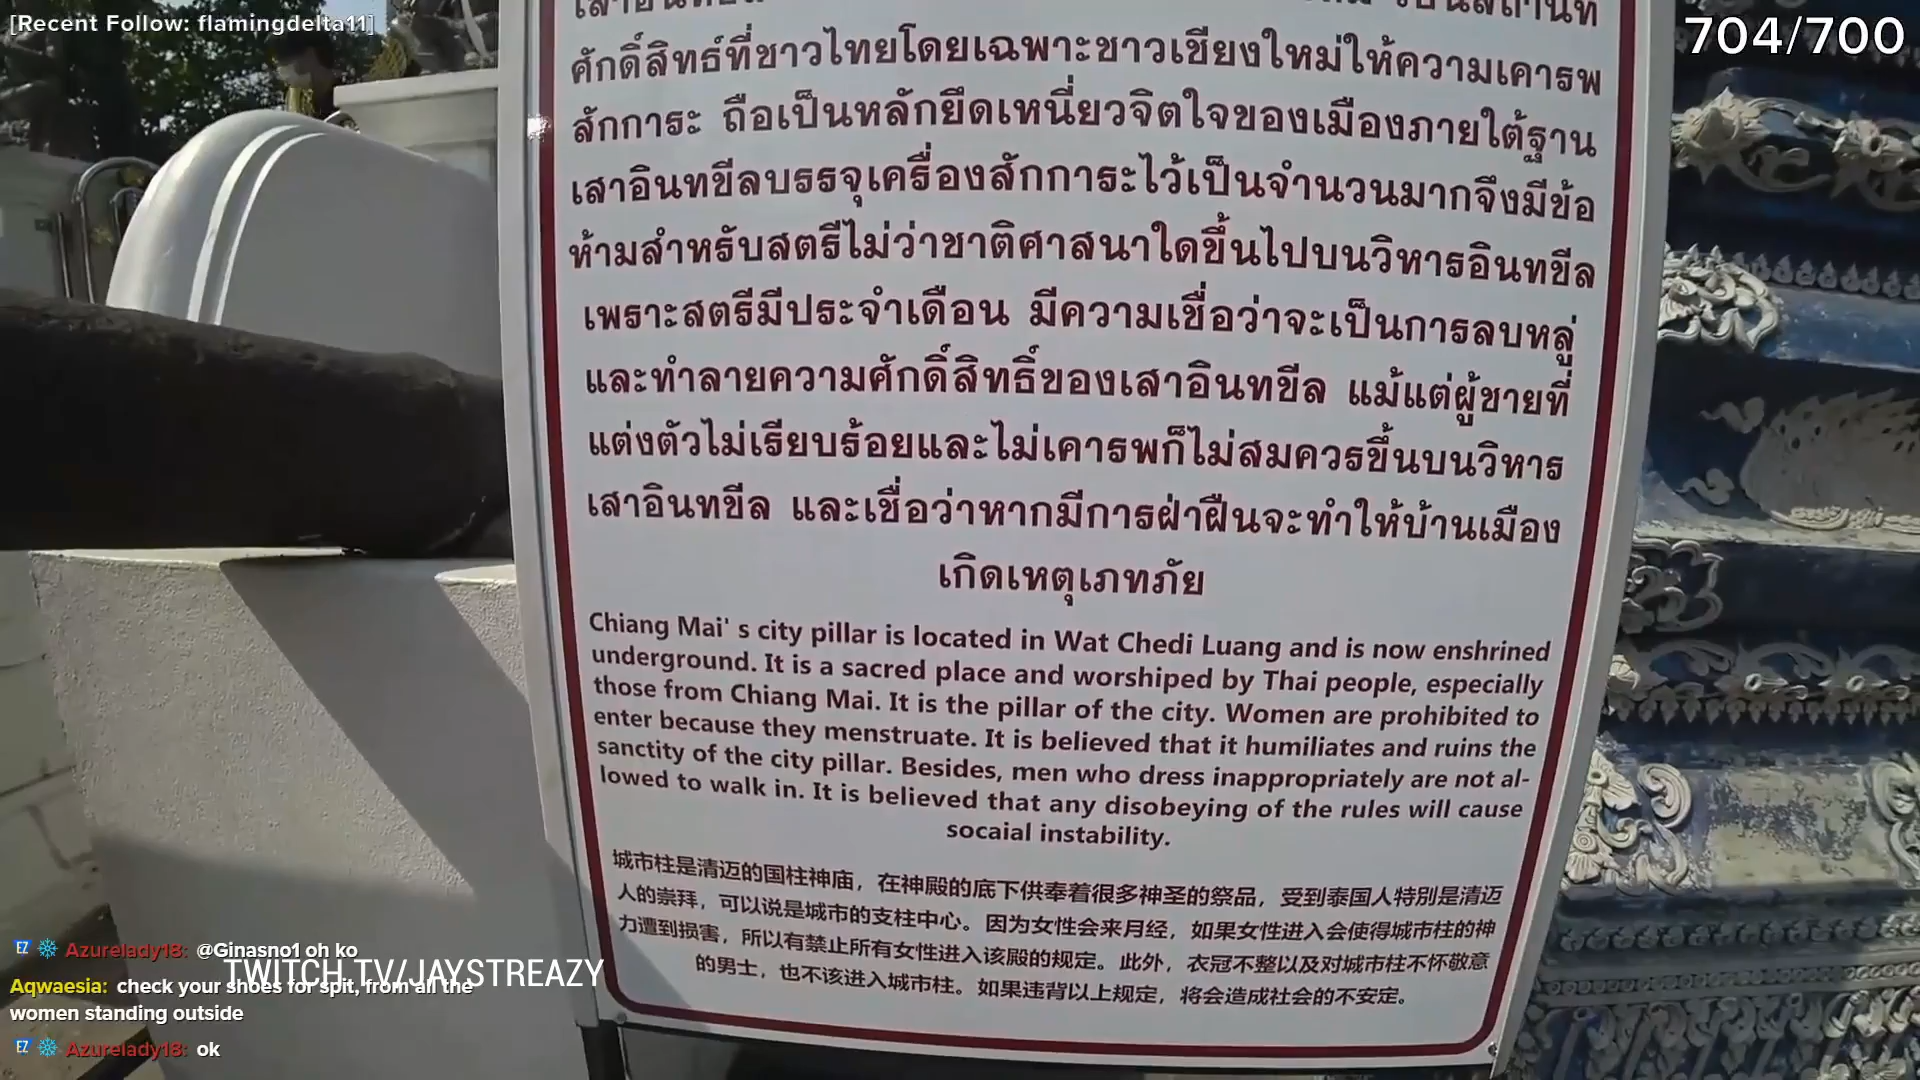 [Recent Follow: flamingdelta11]
704/700
ศักดิ์สิทธ์ที่ชาวไทยโดยเฉพาะชาวเชียงใหม่ให้ความเคารพ
สักการะ ถือเป็นหลักยึดเหนี่ยวจิตใจของเมืองภายใต้ฐาน
เสาอินทขีลบรรจุเครื่องสักการะไว้เป็นจำนวนมากจึงมีข้อ
ห้ามสำหรับสตรีไม่ว่าชาติศาสนาใดขึ้นไปบนวิหารอินทขีล
เพราะสตรีมีประจำเดือน มีความเชื่อว่าจะเป็นการลบหลู่
และทำลายความศักดิ์สิทธิ์ของเสาอินทขีล แม้แต่ผู้ชายที่
แต่งตัวไม่เรียบร้อยและไม่เคารพก็ไม่สมควรขึ้นบนวิหาร
เสาอินทขีล และเชื่อว่าหากมีการฝ่าฝืนจะทำให้บ้านเมือง
เกิดเหตุเภทภัย
Chiang Mai' s city pillar is located in Wat Chedi Luang and is now enshrined
underground. It is a sacred place and worshiped by Thai people, especially
those from Chiang Mai. It is the pillar of the city. Women are prohibited to
enter because they menstruate. It is believed that it humiliates and ruins the
sanctity of the city pillar. Besides, men who dress inappropriately are not al-
lowed to walk in. It is believed that any disobeying of the rules will cause
socaial instability.
城市柱是清迈的国柱神庙，在神殿的底下供奉着很多神圣的祭品，受到泰国人特别是清迈
人的崇拜，可以说是城市的支柱中心。因为女性会来月经，如果女性进入会使得城市柱的神
力遭到损害，所以有禁止所有女性进入该殿的规定。此外，衣冠不整以及对城市柱不怀敬意
的男士，也不该进入城市柱。如果违背以上规定，将会造成社会的不安定。
EZ Azurelady18: @Ginasno1 oh ko
TWITCH.TV/JAYSTREAZY
Aqwaesia: check your shoes for spit, from all the
women standing outside
EZ Azurelady18: ok